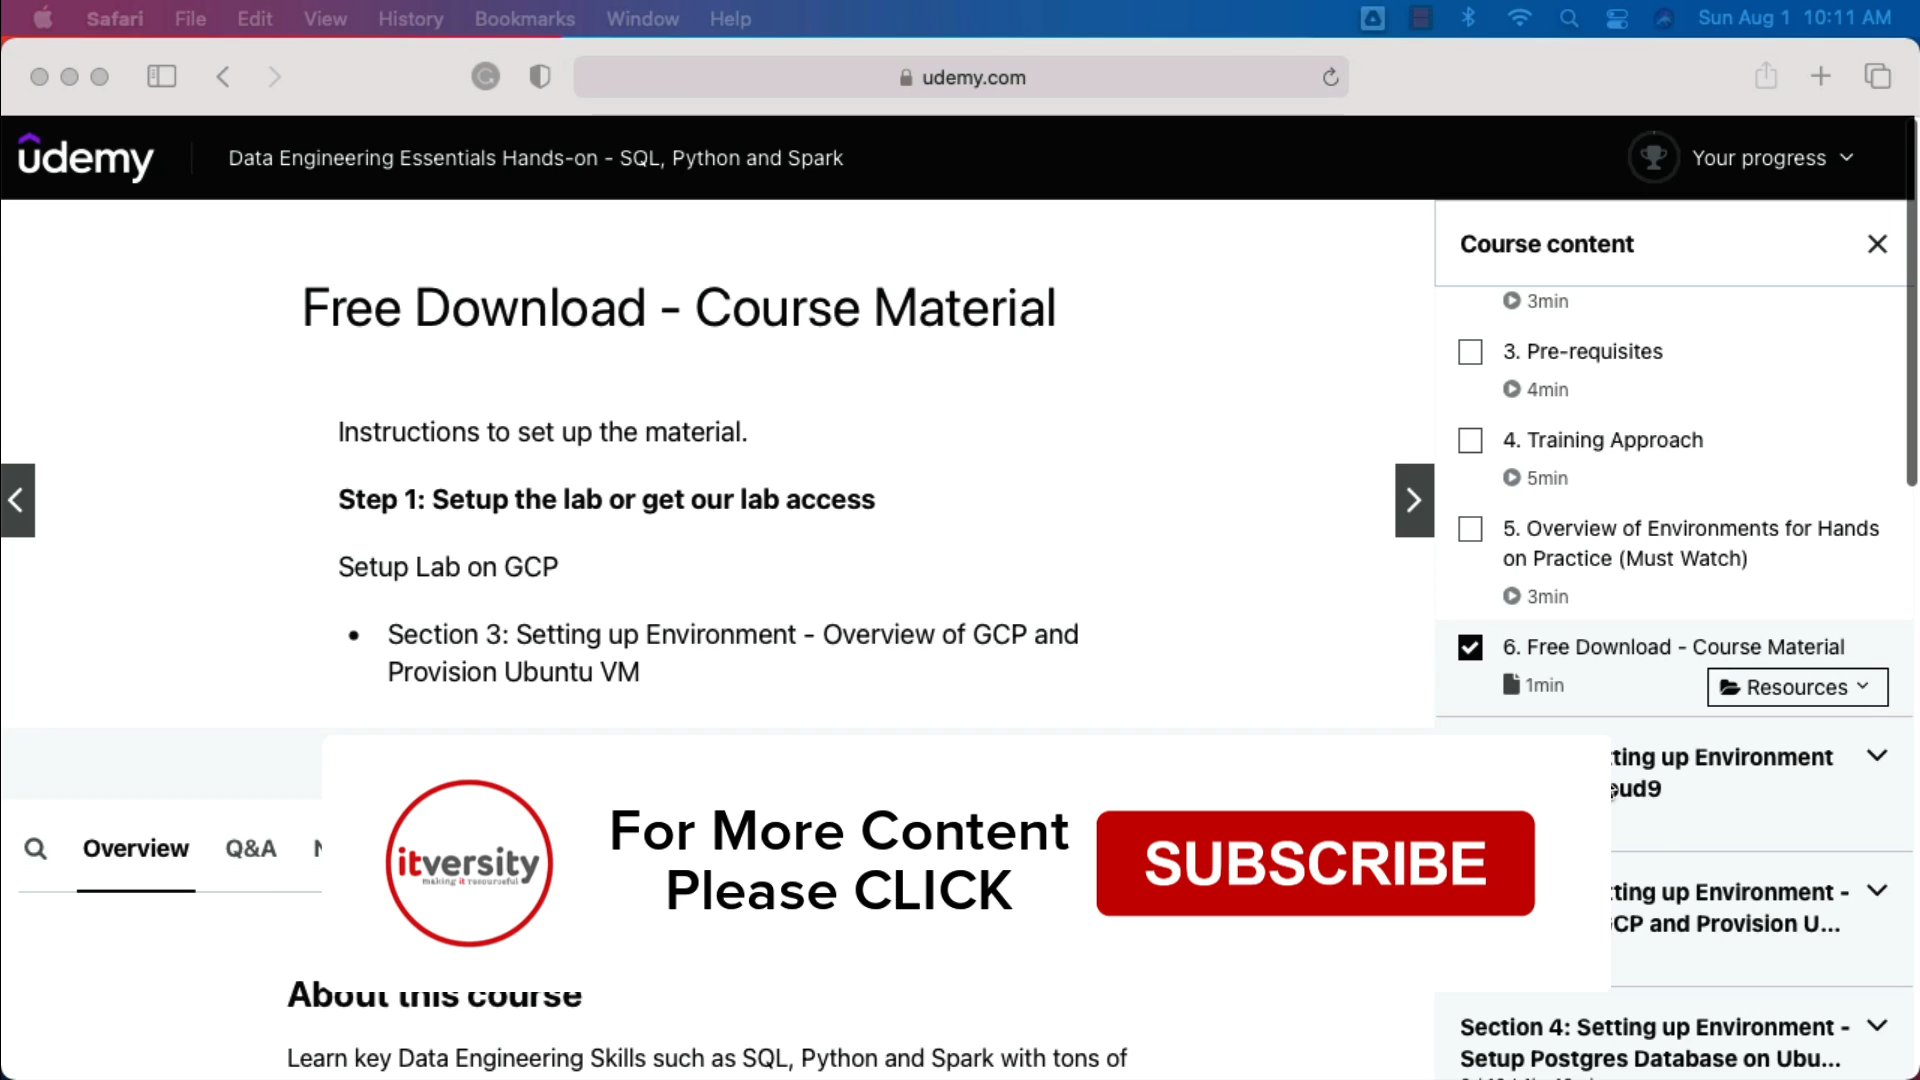 Safari File Edit View History Bookmarks Window Help
Sun Aug 1 10:11 AM
udemy.com
udemy
Data Engineering Essentials Hands-on - SQL, Python and Spark
Your progress
Free Download - Course Material
Instructions to set up the material.
Step 1: Setup the lab or get our lab access
Setup Lab on GCP
• Section 3: Setting up Environment - Overview of GCP and
Provision Ubuntu VM
Course content
3min
3. Pre-requisites
4min
4. Training Approach
5min
5. Overview of Environments for Hands
on Practice (Must Watch)
3min
6. Free Download - Course Material
1min
Resources
ting up Environment
ud9
ting up Environment -
CP and Provision U...
Section 4: Setting up Environment -
Setup Postgres Database on Ubu...
Overview Q&A
itversity
making it resourceful
For More Content
Please CLICK
SUBSCRIBE
About this course
Learn key Data Engineering Skills such as SQL, Python and Spark with tons of